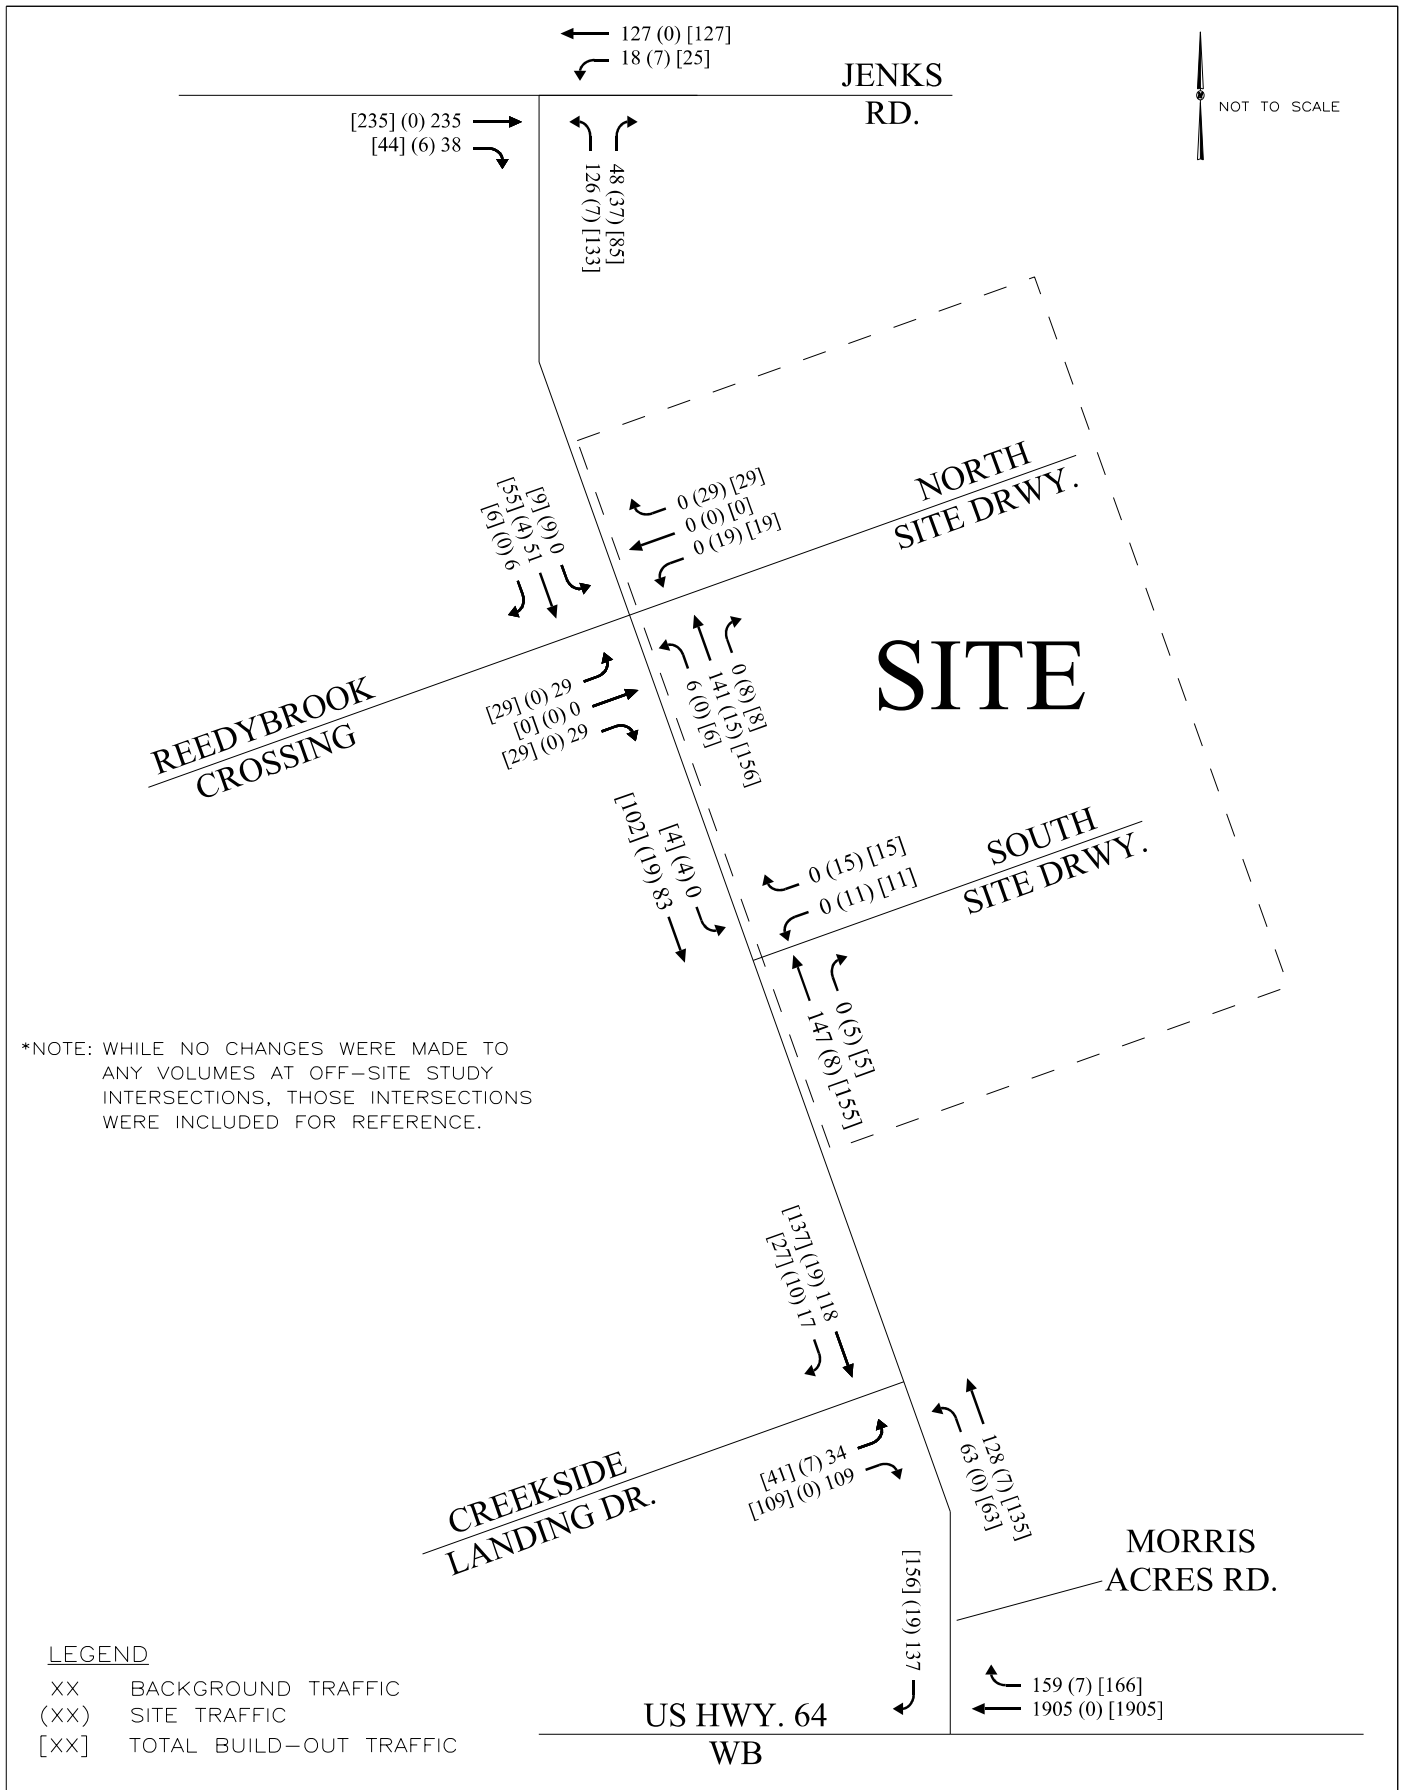 127 (0) [127]
18 (7) [25]
JENKS
RD.
NOT TO SCALE
[235] (0) 235
[44] (6) 38
48 (37) [85]
126 (7) [133]
NORTH
SITE DRWY.
0 (29) [29]
0 (0) [0]
0 (19) [19]
[9] (9) 0
[55] (4) 51
[6] (0) 6
SITE
REEDYBROOK
CROSSING
[29] (0) 29
[0] (0) 0
[29] (0) 29
0 (8) [8]
141 (15) [156]
6 (0) [6]
[4] (4) 0
[102] (19) 83
0 (15) [15]
0 (11) [11]
SOUTH
SITE DRWY.
0 (5) [5]
147 (8) [155]
*NOTE: WHILE NO CHANGES WERE MADE TO
ANY VOLUMES AT OFF-SITE STUDY
INTERSECTIONS, THOSE INTERSECTIONS
WERE INCLUDED FOR REFERENCE.
[137] (19) 118
[27] (10) 17
CREEKSIDE
LANDING DR.
[41] (7) 34
[109] (0) 109
128 (7) [135]
63 (0) [63]
MORRIS
ACRES RD.
[156] (19) 137
159 (7) [166]
1905 (0) [1905]
US HWY. 64
WB
LEGEND
XX BACKGROUND TRAFFIC
(XX) SITE TRAFFIC
[XX] TOTAL BUILD-OUT TRAFFIC